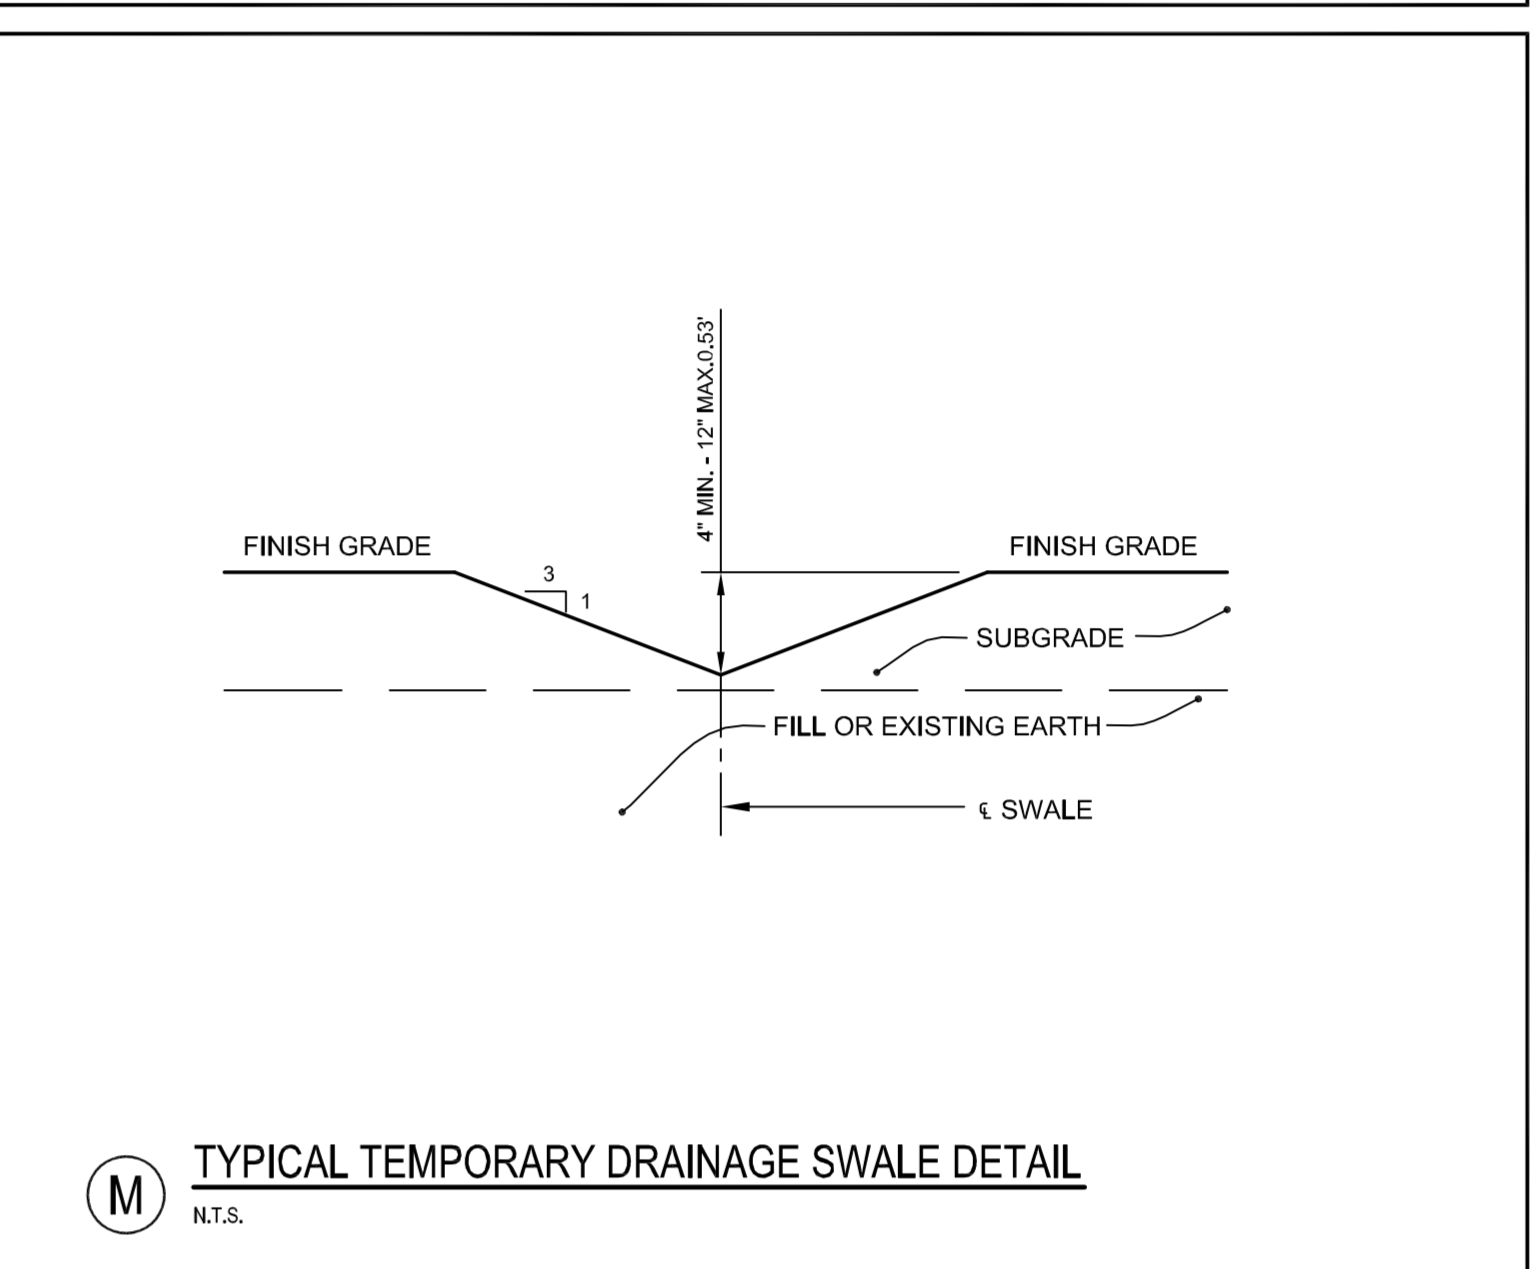 4" MIN. - 12" MAX.0.53'
FINISH GRADE
FINISH GRADE
3
1
SUBGRADE
FILL OR EXISTING EARTH
℄ SWALE
M
TYPICAL TEMPORARY DRAINAGE SWALE DETAIL
N.T.S.